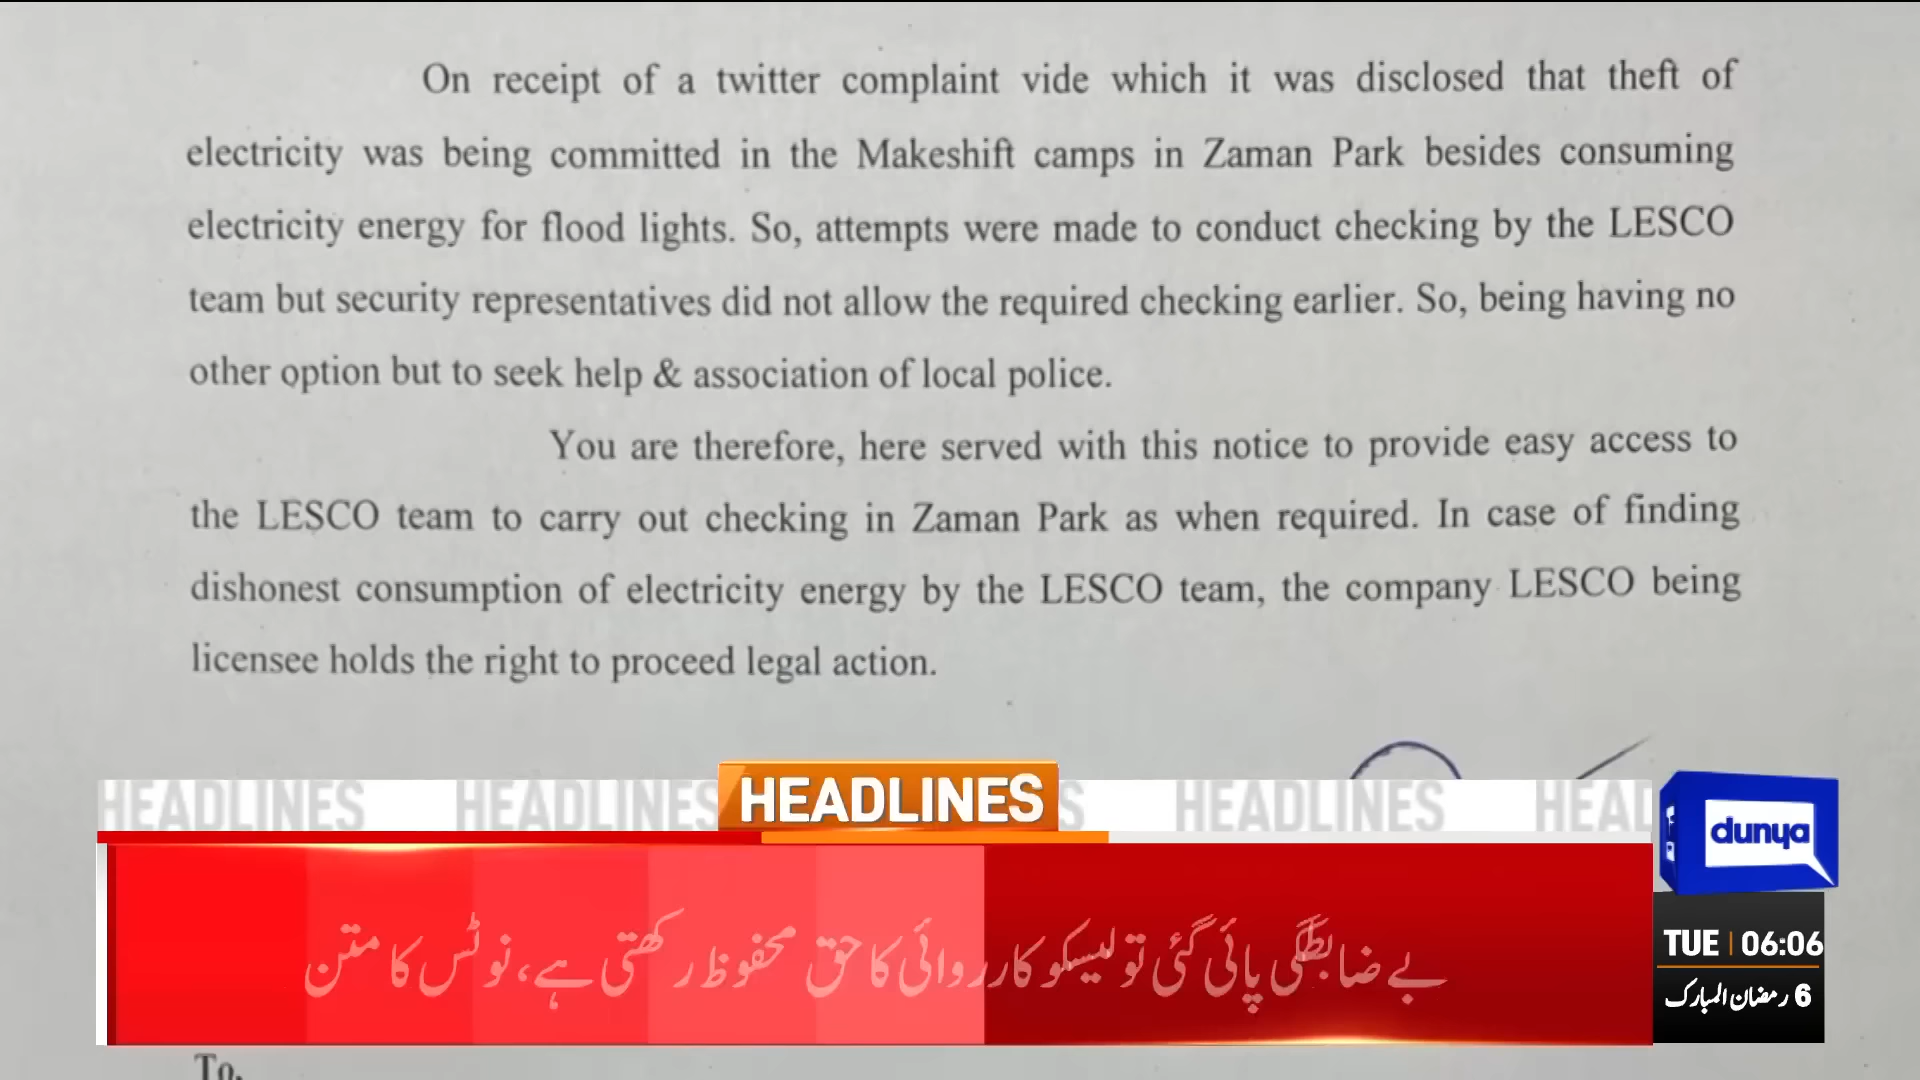 On receipt of a twitter complaint vide which it was disclosed that theft of
electricity was being committed in the Makeshift camps in Zaman Park besides consuming
electricity energy for flood lights. So, attempts were made to conduct checking by the LESCO
team but security representatives did not allow the required checking earlier. So, being having no
other option but to seek help & association of local police.
You are therefore, here served with this notice to provide easy access to
the LESCO team to carry out checking in Zaman Park as when required. In case of finding
dishonest consumption of electricity energy by the LESCO team, the company LESCO being
licensee holds the right to proceed legal action.
HEADLINES HEADLINES HEADLINES HEADLINES HEAD
dunya
بے ضابطگی پائی گئی تو لیسکو کارروائی کا حق محفوظ رکھتی ہے، نوٹس کا متن
TUE | 06:06
6 رمضان المبارک
To,